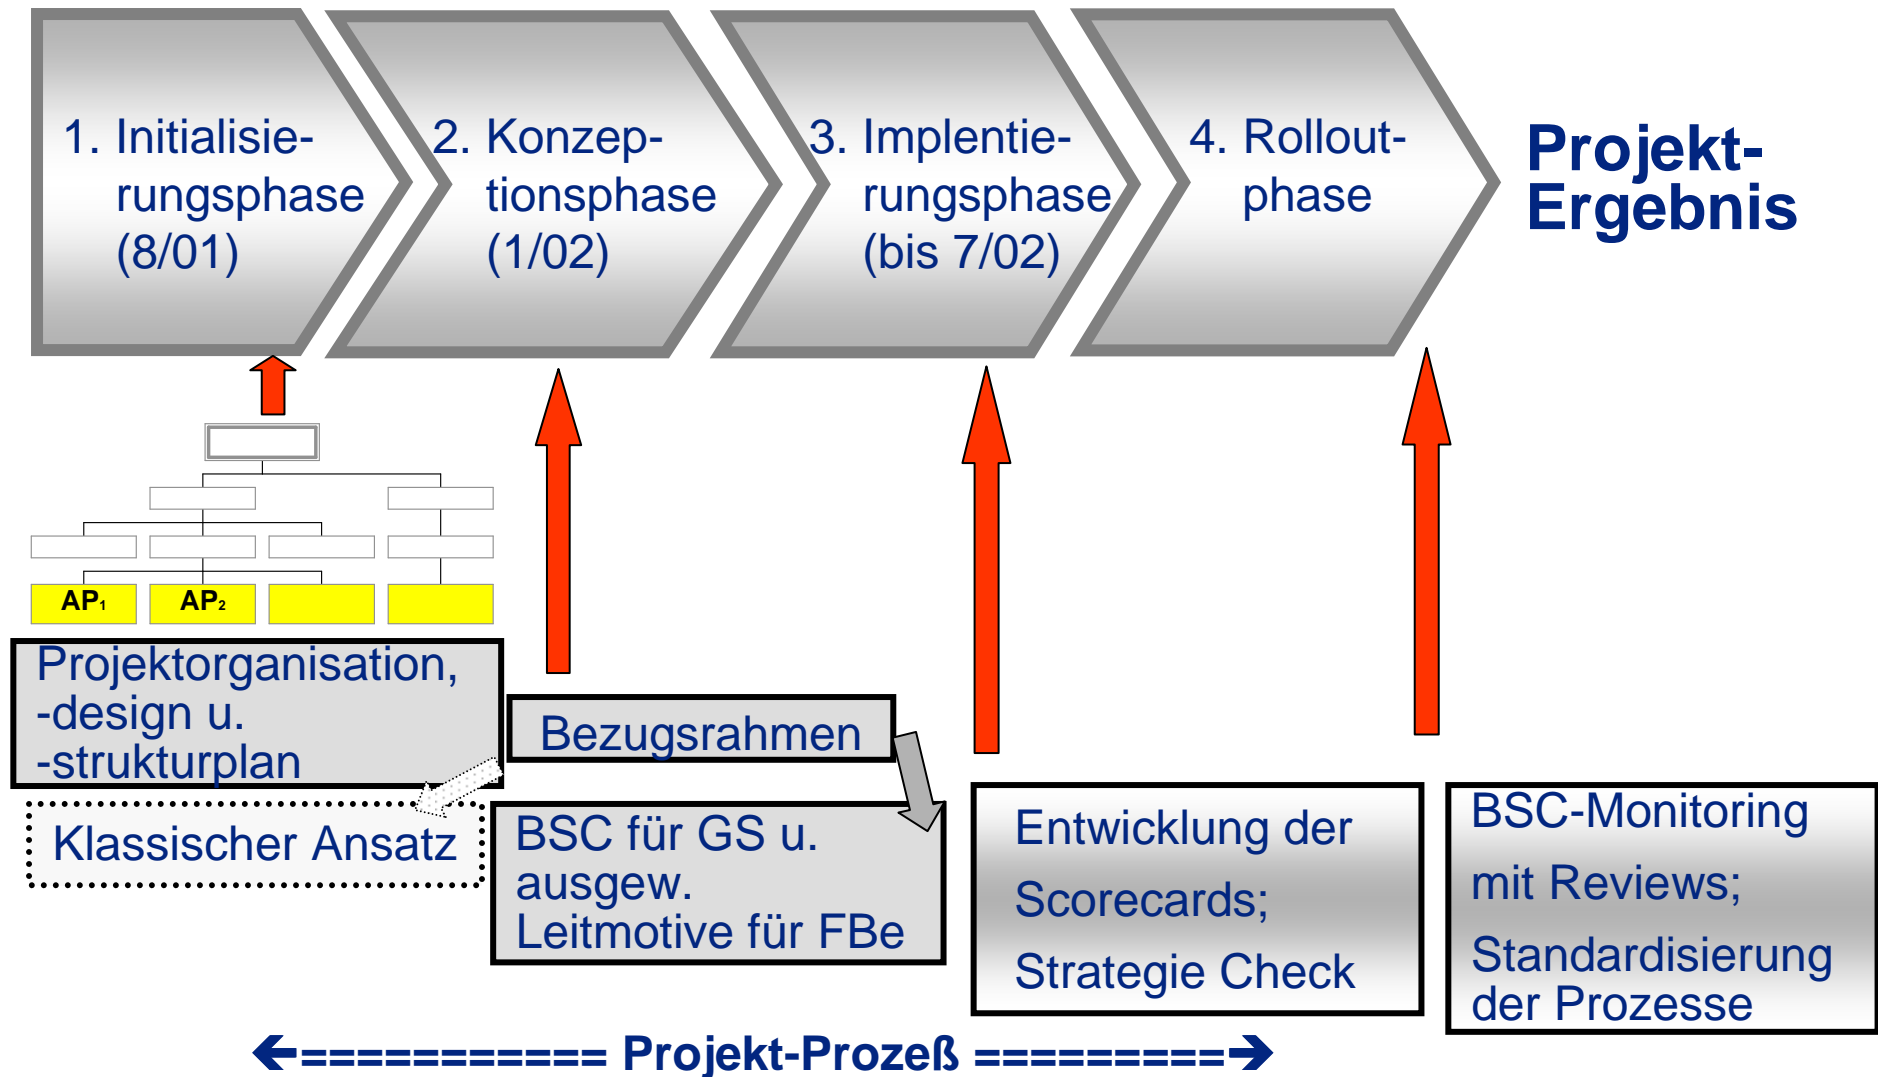 1. Initialisie-
rungsphase
(8/01)
2. Konzep-
tionsphase
(1/02)
3. Implentie-
rungsphase
(bis 7/02)
4. Rollout-
phase
Projekt-
Ergebnis
AP₁
AP₂
Projektorganisation,
-design u.
-strukturplan
Bezugsrahmen
Klassischer Ansatz
BSC für GS u.
ausgew.
Leitmotive für FBe
Entwicklung der
Scorecards;
Strategie Check
BSC-Monitoring
mit Reviews;
Standardisierung
der Prozesse
🡸=========== Projekt-Prozeß =========🡺